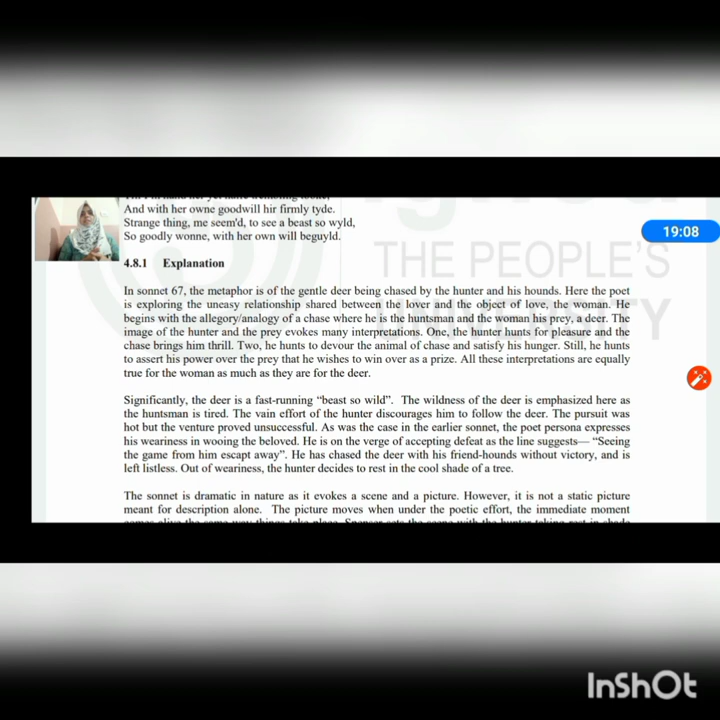 And with her owne goodwill hir firmly tyde.
Strange thing, me seem'd, to see a beast so wyld,
So goodly wonne, with her own will beguyld.
4.8.1 Explanation
In sonnet 67, the metaphor is of the gentle deer being chased by the hunter and his hounds. Here the poet
is exploring the uneasy relationship shared between the lover and the object of love, the woman. He
begins with the allegory/analogy of a chase where he is the huntsman and the woman his prey, a deer. The
image of the hunter and the prey evokes many interpretations. One, the hunter hunts for pleasure and the
chase brings him thrill. Two, he hunts to devour the animal of chase and satisfy his hunger. Still, he hunts
to assert his power over the prey that he wishes to win over as a prize. All these interpretations are equally
true for the woman as much as they are for the deer.
Significantly, the deer is a fast-running “beast so wild”. The wildness of the deer is emphasized here as
the huntsman is tired. The vain effort of the hunter discourages him to follow the deer. The pursuit was
hot but the venture proved unsuccessful. As was the case in the earlier sonnet, the poet persona expresses
his weariness in wooing the beloved. He is on the verge of accepting defeat as the line suggests— “Seeing
the game from him escapt away”. He has chased the deer with his friend-hounds without victory, and is
left listless. Out of weariness, the hunter decides to rest in the cool shade of a tree.
The sonnet is dramatic in nature as it evokes a scene and a picture. However, it is not a static picture
meant for description alone. The picture moves when under the poetic effort, the immediate moment
THE PEOPLE'S
UNIVERSITY
19:08
InShOt